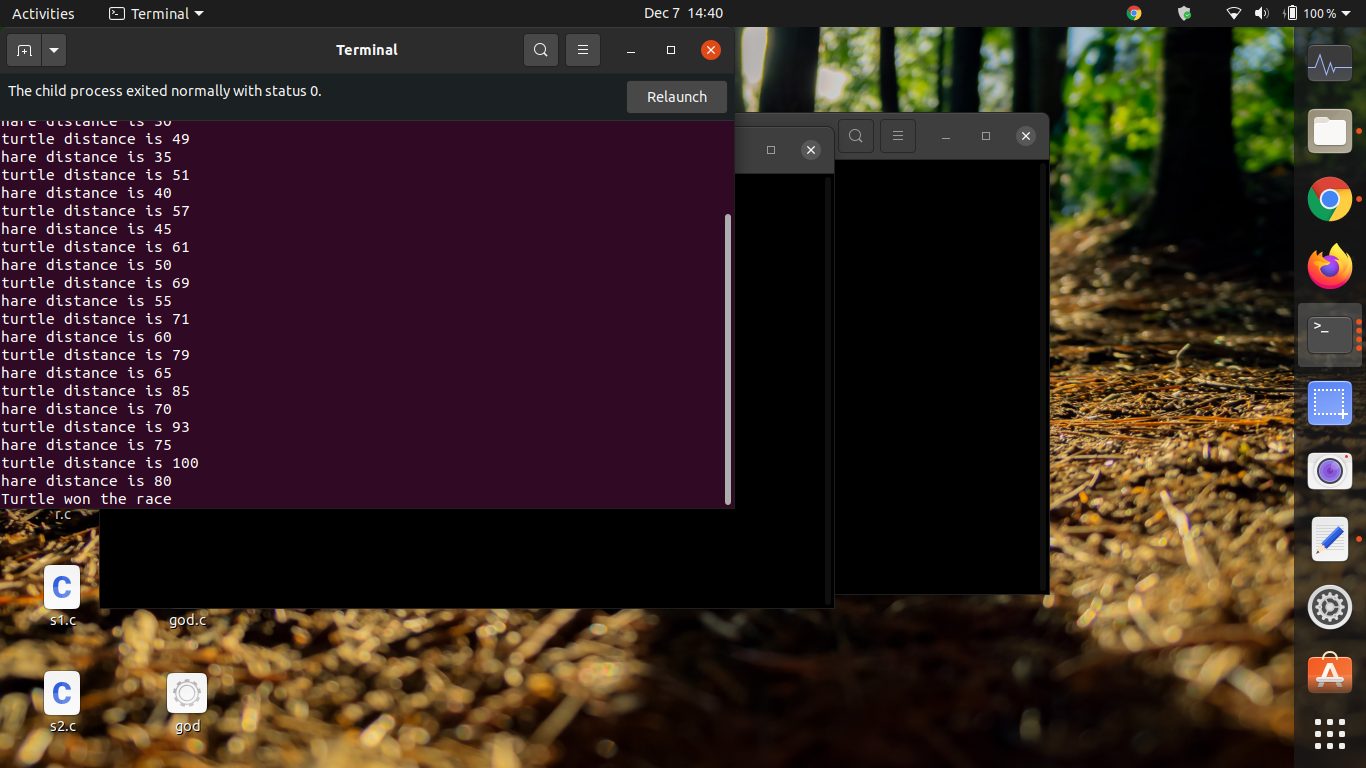 Activities
Terminal
Dec 7 14:40
100 %
Terminal
The child process exited normally with status 0.
Relaunch
hare distance is 30
turtle distance is 49
hare distance is 35
turtle distance is 51
hare distance is 40
turtle distance is 57
hare distance is 45
turtle distance is 61
hare distance is 50
turtle distance is 69
hare distance is 55
turtle distance is 71
hare distance is 60
turtle distance is 79
hare distance is 65
turtle distance is 85
hare distance is 70
turtle distance is 93
hare distance is 75
turtle distance is 100
hare distance is 80
Turtle won the race
r.c
C
s1.c
god.c
C
s2.c
god
>_
A